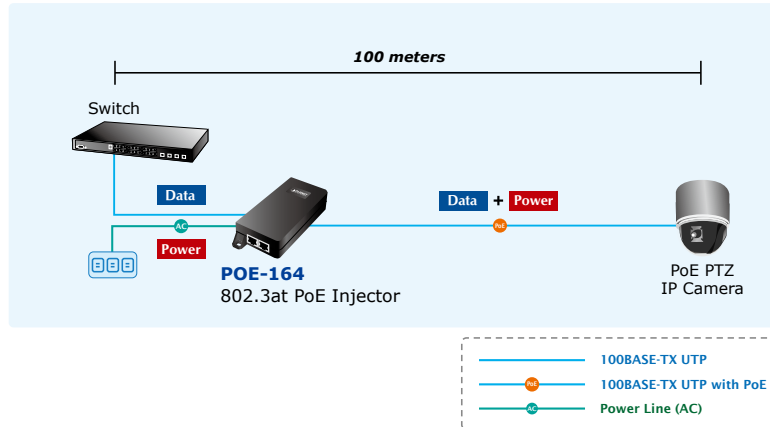 100 meters
Switch
Data
Data + Power
AC
PoE
Power
POE-164
802.3at PoE Injector
PoE PTZ
IP Camera
100BASE-TX UTP
PoE
100BASE-TX UTP with PoE
AC
Power Line (AC)